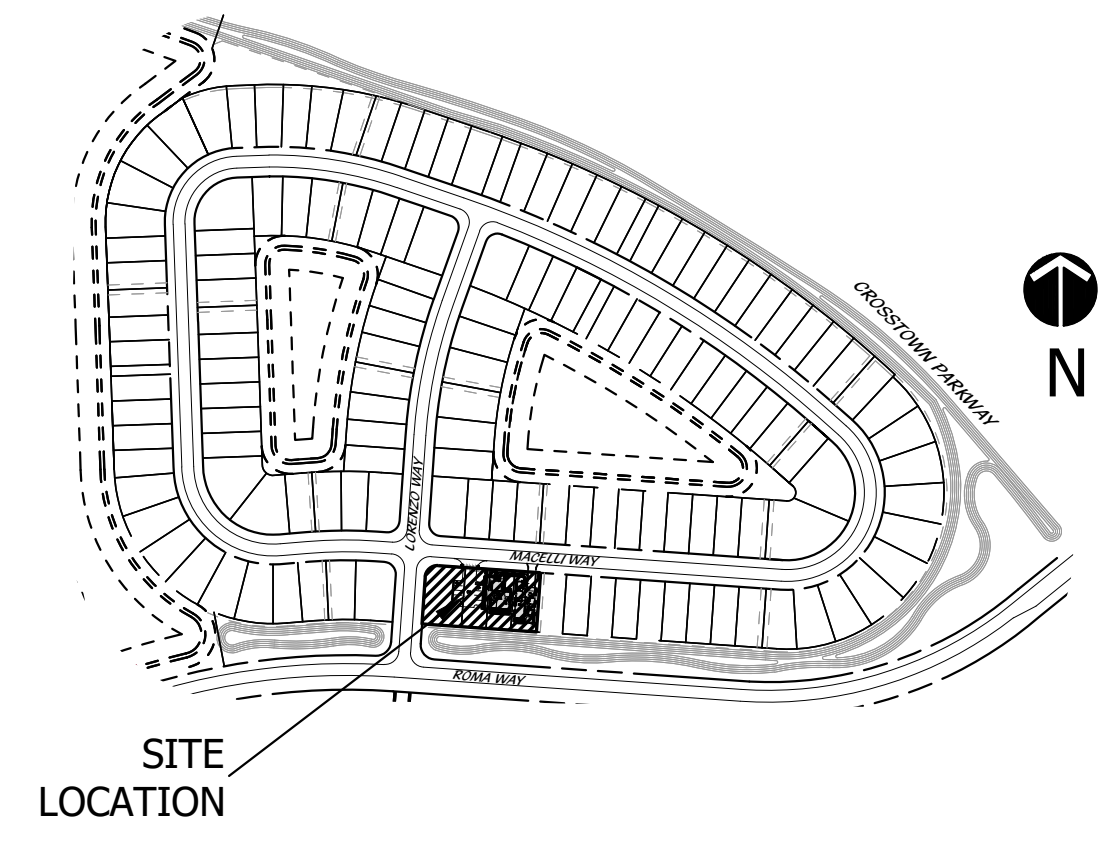 CROSSTOWN PARKWAY
N
LORENZO WAY
MACELLI WAY
ROMA WAY
SITE
LOCATION